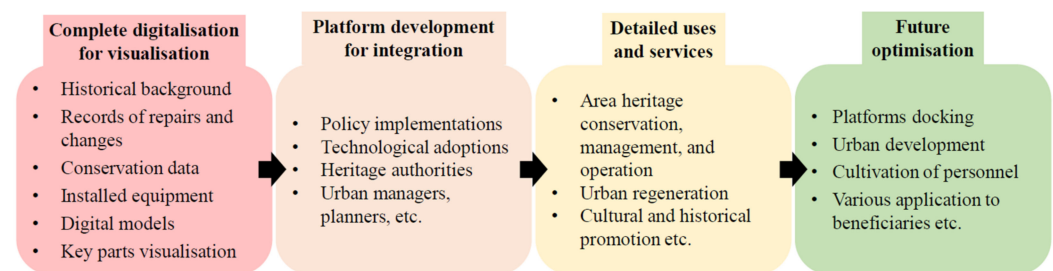 Complete digitalisation
for visualisation
• Historical background
• Records of repairs and
changes
• Conservation data
• Installed equipment
• Digital models
• Key parts visualisation
Platform development
for integration
• Policy implementations
• Technological adoptions
• Heritage authorities
• Urban managers,
planners, etc.
Detailed uses
and services
• Area heritage
conservation,
management, and
operation
• Urban regeneration
• Cultural and historical
promotion etc.
Future
optimisation
• Platforms docking
• Urban development
• Cultivation of personnel
• Various application to
beneficiaries etc.